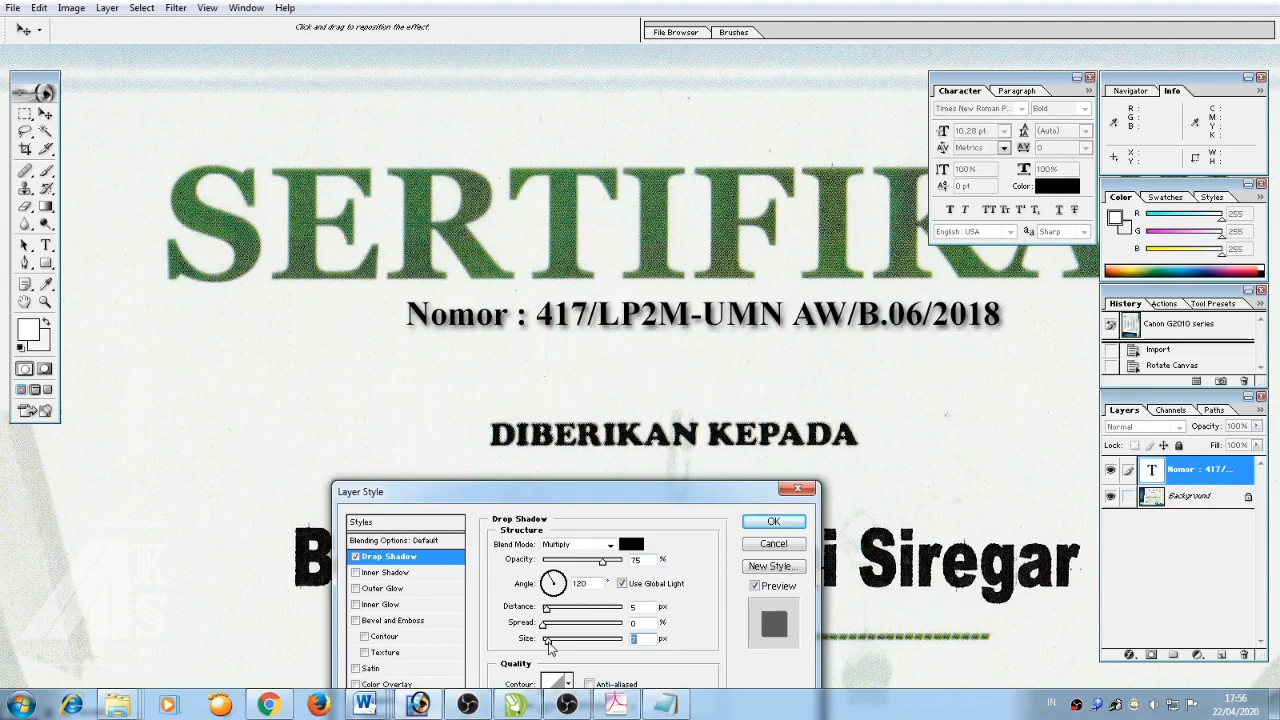 File Edit Image Layer Select Filter View Window Help
Click and drag to reposition the effect.
File Browser Brushes
Character Paragraph
Times New Roman P... Bold
10,28 pt (Auto)
Metrics 0
100% 100%
0 pt Color:
T T TT Tr T¹ T₁ T T
English: USA aa Sharp
Navigator Info
R: C:
G: M:
B: Y:
K:
X: W:
Y: H:
Color Swatches Styles
R 255
G 255
B 255
History Actions Tool Presets
Canon G2010 series
Import
Rotate Canvas
Layers Channels Paths
Normal Opacity: 100%
Lock: Fill: 100%
T Nomor : 417/...
Background
SERTIFIKA
Nomor : 417/LP2M-UMN AW/B.06/2018
DIBERIKAN KEPADA
B
i Siregar
Layer Style
Styles
Blending Options: Default
Drop Shadow
Inner Shadow
Outer Glow
Inner Glow
Bevel and Emboss
Contour
Texture
Satin
Color Overlay
Drop Shadow
Structure
Blend Mode: Multiply
Opacity: 75 %
Angle: 120 ° Use Global Light
Distance: 5 px
Spread: 0 %
Size: 7 px
Quality
Contour: Anti-aliased
OK
Cancel
New Style...
Preview
IN
17:56
22/04/2020